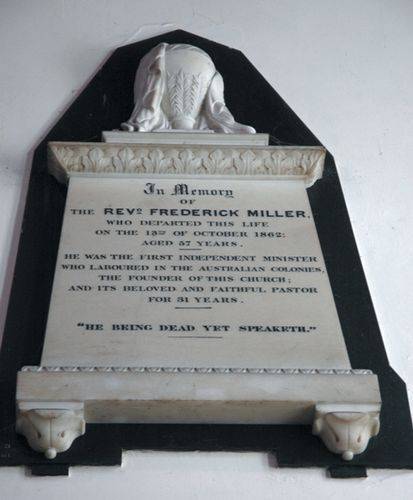 In Memory
OF
THE REVD. FREDERICK MILLER,
WHO DEPARTED THIS LIFE
ON THE 13TH OF OCTOBER 1862:
AGED 57 YEARS.
HE WAS THE FIRST INDEPENDENT MINISTER
WHO LABOURED IN THE AUSTRALIAN COLONIES,
THE FOUNDER OF THIS CHURCH;
AND ITS BELOVED AND FAITHFUL PASTOR
FOR 31 YEARS.
"HE BEING DEAD YET SPEAKETH."